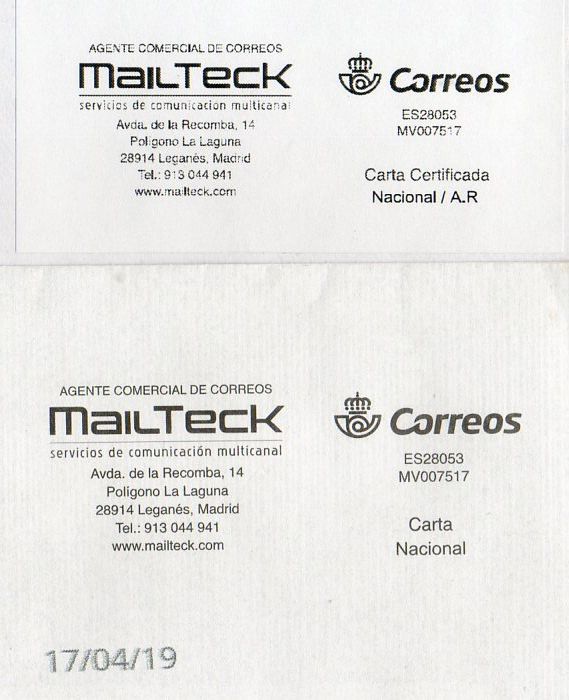 AGENTE COMERCIAL DE CORREOS
MAILTECK
servicios de comunicacion multicanal
Avda. de la Recomba, 14
Poligono La Laguna
28914 Leganés, Madrid
Tel.: 913 044 941
www.mailteck.com
Correos
ES28053
MV007517
Carta Certificada
Nacional / A.R
AGENTE COMERCIAL DE CORREOS
MAILTECK
servicios de comunicación multicanal
Avda. de la Recomba, 14
Poligono La Laguna
28914 Leganés, Madrid
Tel.: 913 044 941
www.mailteck.com
Correos
ES28053
MV007517
Carta
Nacional
17/04/19